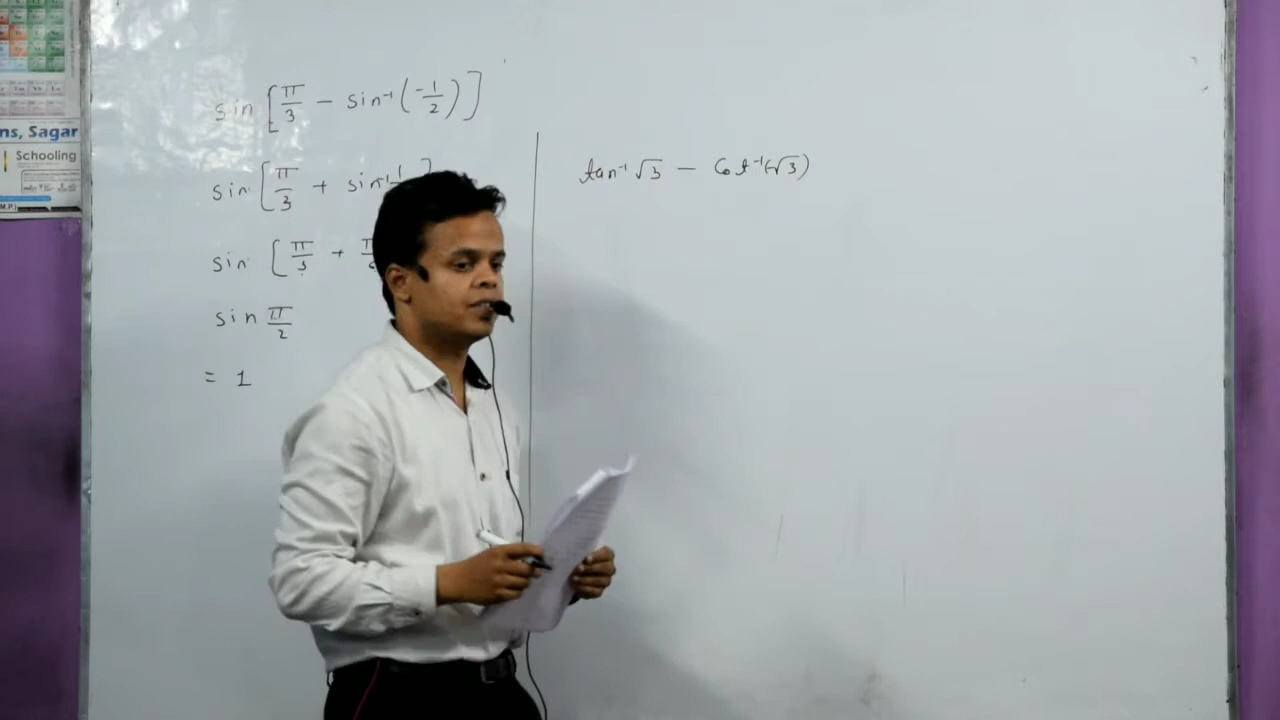 ns, Sagar
Schooling
(M.P.)
sin [π/3 − sin⁻¹(-1/2)]
sin [π/3 + sin⁻¹ 1
sin [π/3 + π
sin π/2
= 1
tan⁻¹ √3 − Cot⁻¹(-√3)